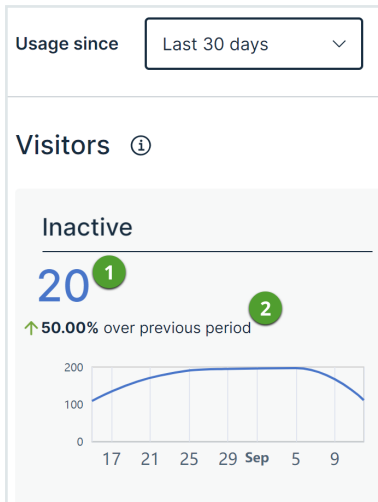 Usage since Last 30 days
Visitors
Inactive
20 1
50.00% over previous period 2
200
100
0
17 21 25 29 Sep 5 9